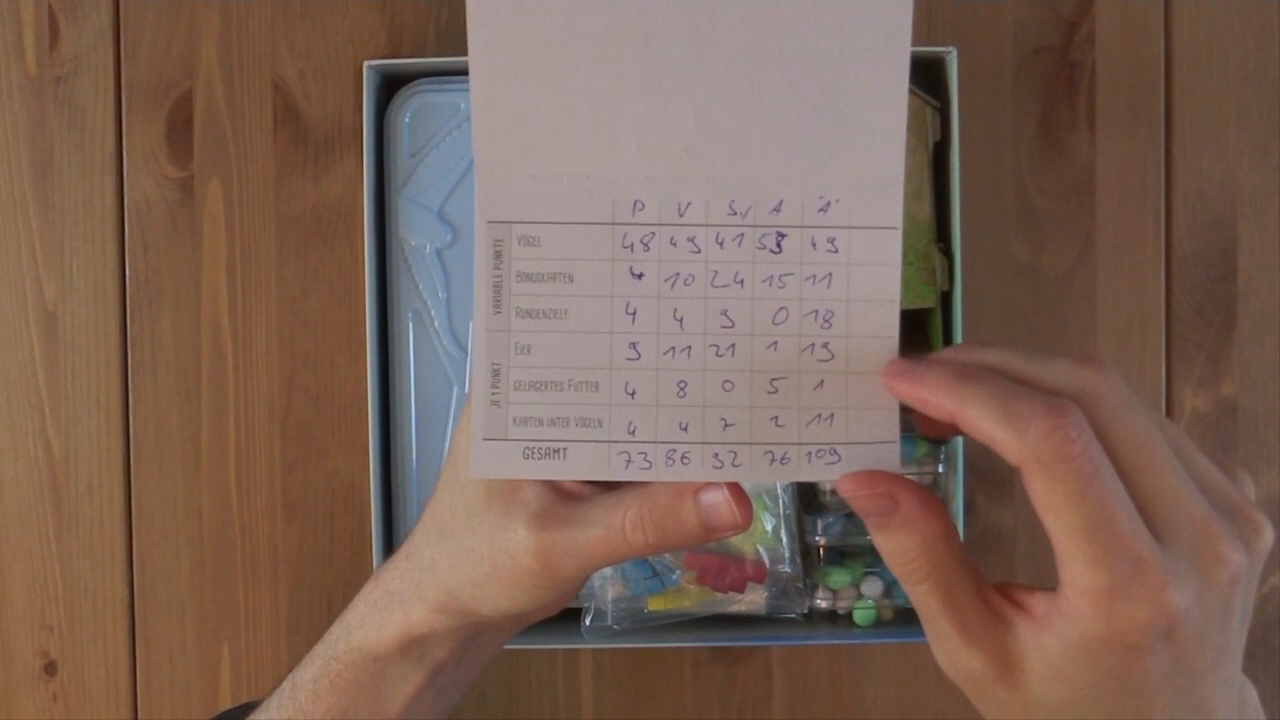 P V Sv A "A"
VARIABLE PUNKTE
VÖGEL 48 49 41 53 49
BONUSKARTEN 4 10 24 15 11
RUNDENZIELE 4 4 9 0 18
JE 1 PUNKT
EIER 9 11 21 1 19
GELAGERTES FUTTER 4 8 0 5 1
KARTEN UNTER VÖGELN 4 4 7 2 11
GESAMT 73 86 92 76 109